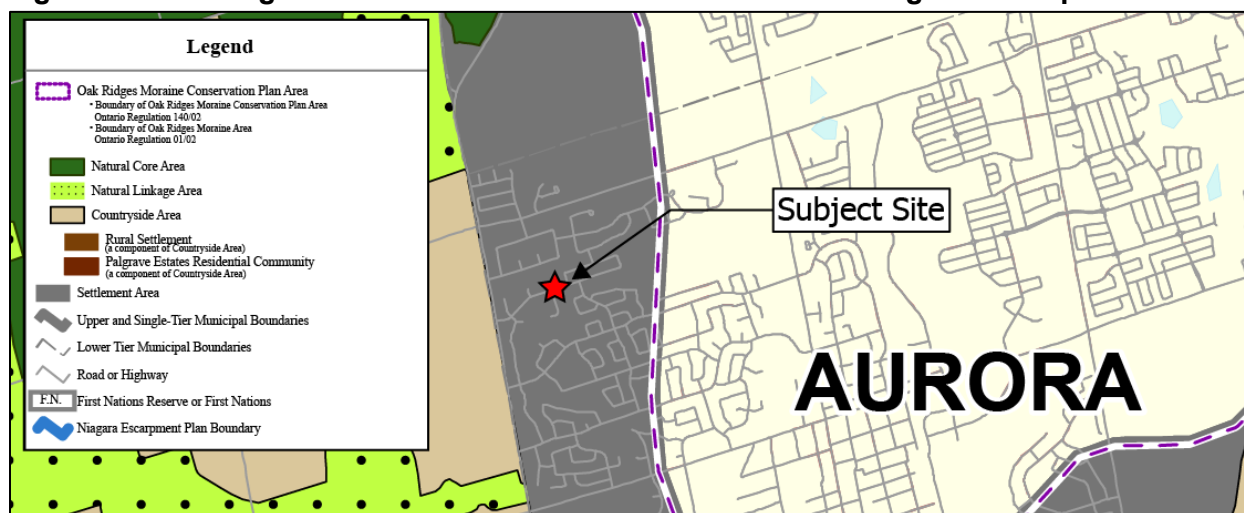 Legend
Oak Ridges Moraine Conservation Plan Area
• Boundary of Oak Ridges Moraine Conservation Plan Area
Ontario Regulation 140/02
• Boundary of Oak Ridges Moraine Area
Ontario Regulation 01/02
Natural Core Area
Natural Linkage Area
Countryside Area
Rural Settlement
(a component of Countryside Area)
Palgrave Estates Residential Community
(a component of Countryside Area)
Settlement Area
Upper and Single-Tier Municipal Boundaries
Lower Tier Municipal Boundaries
Road or Highway
F.N. First Nations Reserve or First Nations
Niagara Escarpment Plan Boundary
Subject Site
AURORA